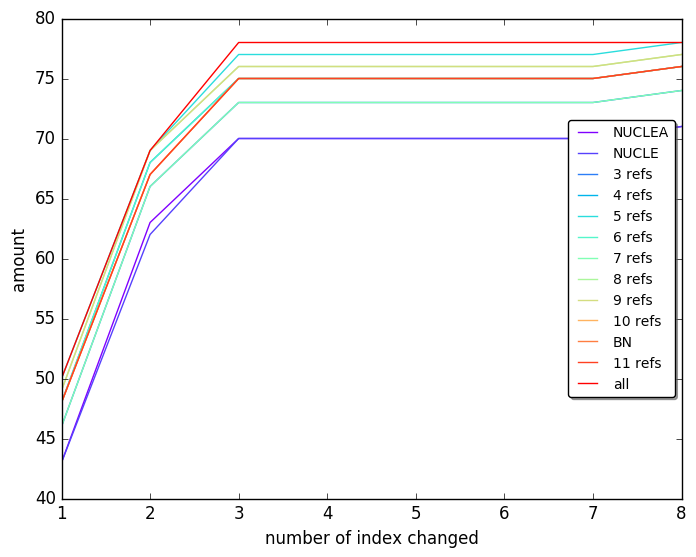 80
75
70
65
60
55
50
45
40
amount
NUCLEA
NUCLE
3 refs
4 refs
5 refs
6 refs
7 refs
8 refs
9 refs
10 refs
BN
11 refs
all
1 2 3 4 5 6 7 8
number of index changed